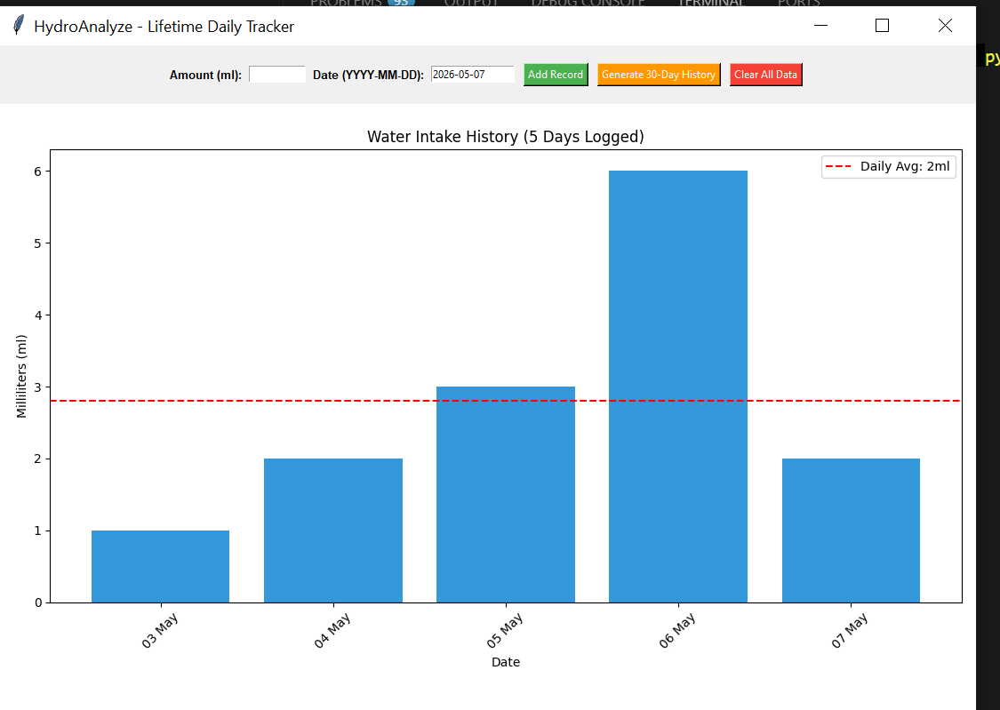 PROBLEMS 93 OUTPUT DEBUG CONSOLE TERMINAL PORTS
HydroAnalyze - Lifetime Daily Tracker
py
Amount (ml): Date (YYYY-MM-DD): 2026-05-07 Add Record Generate 30-Day History Clear All Data
Water Intake History (5 Days Logged)
Daily Avg: 2ml
Milliliters (ml)
6
5
4
3
2
1
0
03 May 04 May 05 May 06 May 07 May
Date